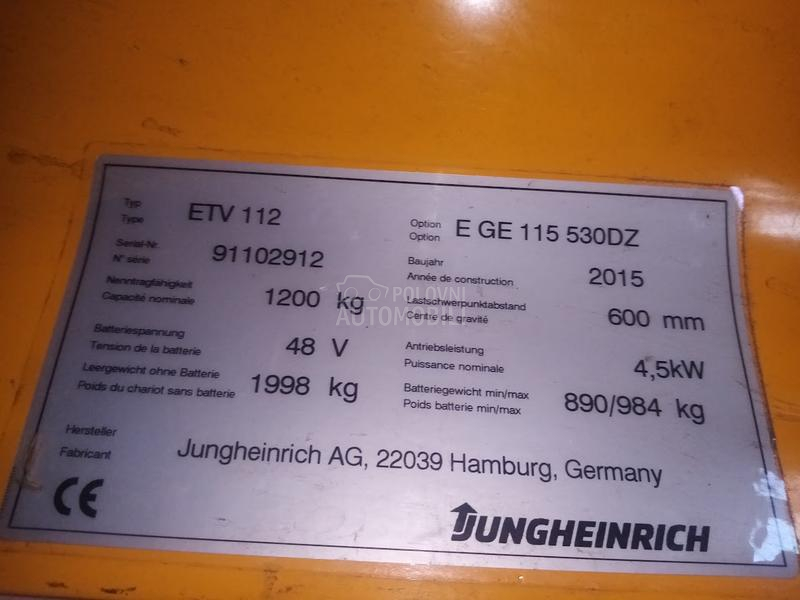 Typ
Type
ETV 112
Option
Option
E GE 115 530DZ
Serial-Nr.
N° série
91102912
Baujahr
Année de construction
2015
Nenntragfähigkeit
Capacité nominale
1200 kg
Lastschwerpunktabstand
Centre de gravité
600 mm
Batteriespannung
Tension de la batterie
48 V
Antriebsleistung
Puissance nominale
4,5kW
Leergewicht ohne Batterie
Poids du chariot sans batterie
1998 kg
Batteriegewicht min/max
Poids batterie min/max
890/984 kg
Hersteller
Fabricant
Jungheinrich AG, 22039 Hamburg, Germany
CE
JUNGHEINRICH
POLOVNI
AUTOMOBILI